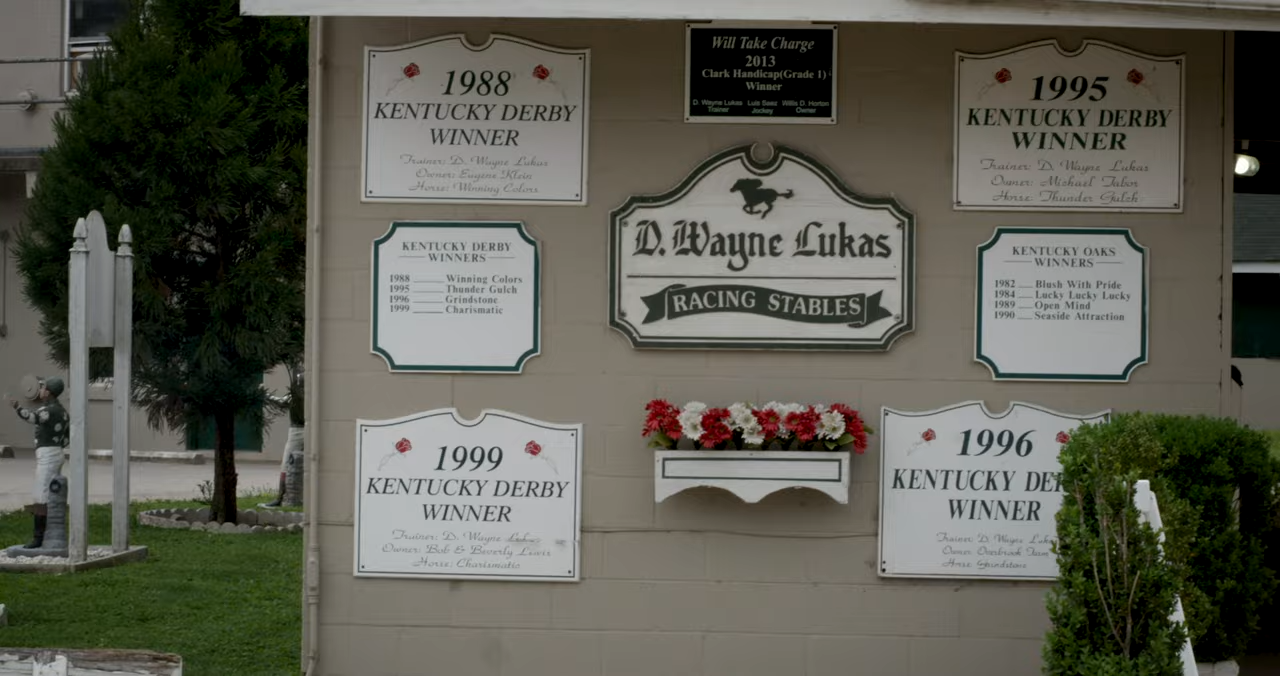 1988
KENTUCKY DERBY
WINNER
Trainer: D. Wayne Lukas
Owner: Eugene Klein
Horse: Winning Colors
Will Take Charge
2013
Clark Handicap(Grade 1)
Winner
D. Wayne Lukas Luis Saez Willis D. Horton
Trainer Jockey Owner
1995
KENTUCKY DERBY
WINNER
Trainer: D. Wayne Lukas
Owner: Michael Tabor
Horse: Thunder Gulch
KENTUCKY DERBY
WINNERS
1988 Winning Colors
1995 Thunder Gulch
1996 Grindstone
1999 Charismatic
D. Wayne Lukas
RACING STABLES
KENTUCKY OAKS
WINNERS
1982 Blush With Pride
1984 Lucky Lucky Lucky
1989 Open Mind
1990 Seaside Attraction
1999
KENTUCKY DERBY
WINNER
Trainer: D. Wayne Lukas
Owner: Bob & Beverly Lewis
Horse: Charismatic
1996
KENTUCKY DE
WINNER
Trainer: D. Wayne Lukas
Owner: Overbrook Farm
Horse: Grindstone